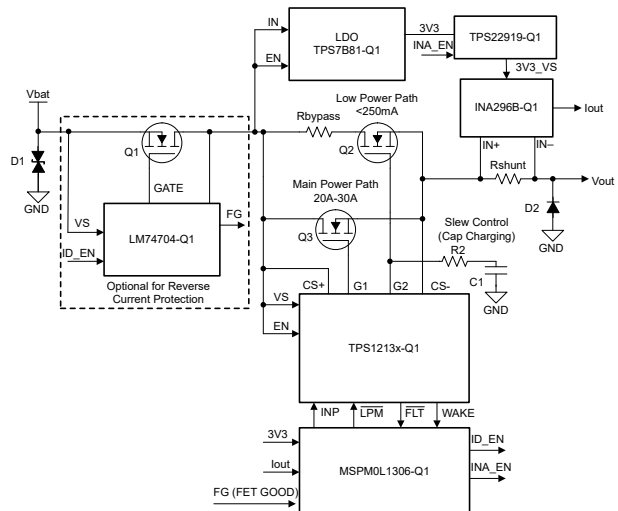 IN
EN
LDO
TPS7B81-Q1
3V3
INA_EN
TPS22919-Q1
3V3_VS
INA296B-Q1
Iout
IN+
IN–
Vbat
D1
GND
Q1
GATE
VS
ID_EN
LM74704-Q1
FG
Optional for Reverse
Current Protection
Low Power Path
<250mA
Rbypass
Q2
Main Power Path
20A-30A
Q3
Rshunt
Vout
D2
GND
Slew Control
(Cap Charging)
R2
C1
GND
CS+
G1
G2
CS-
VS
EN
TPS1213x-Q1
INP
LPM
FLT
WAKE
3V3
Iout
FG (FET GOOD)
MSPM0L1306-Q1
ID_EN
INA_EN